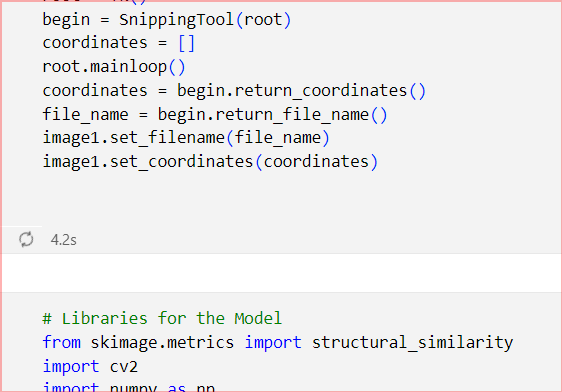 begin = SnippingTool(root)
coordinates = []
root.mainloop()
coordinates = begin.return_coordinates()
file_name = begin.return_file_name()
image1.set_filename(file_name)
image1.set_coordinates(coordinates)
4.2s
# Libraries for the Model
from skimage.metrics import structural_similarity
import cv2
import numpy as np